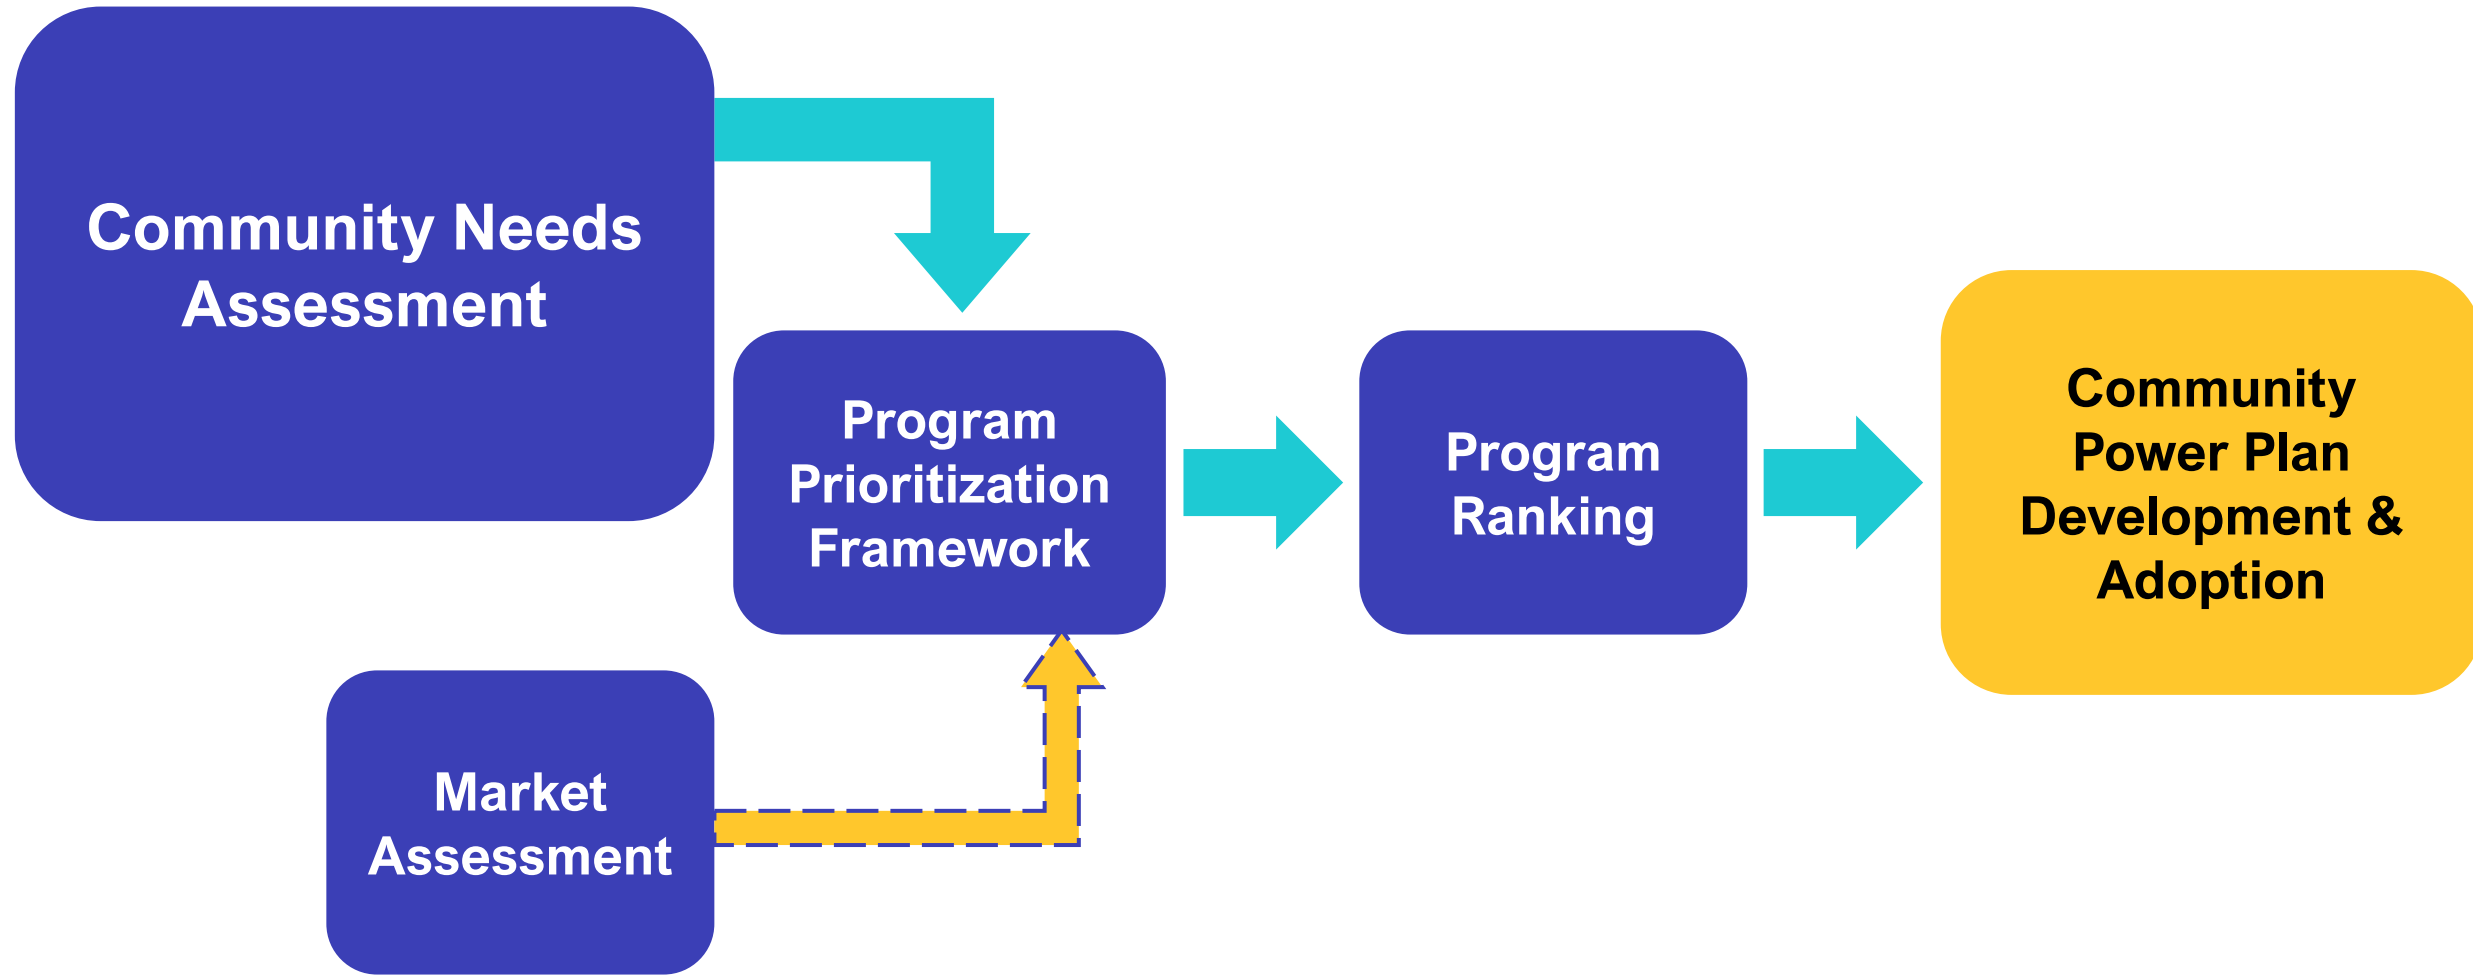 Community Needs
Assessment
Program
Prioritization
Framework
Program
Ranking
Community
Power Plan
Development &
Adoption
Market
Assessment